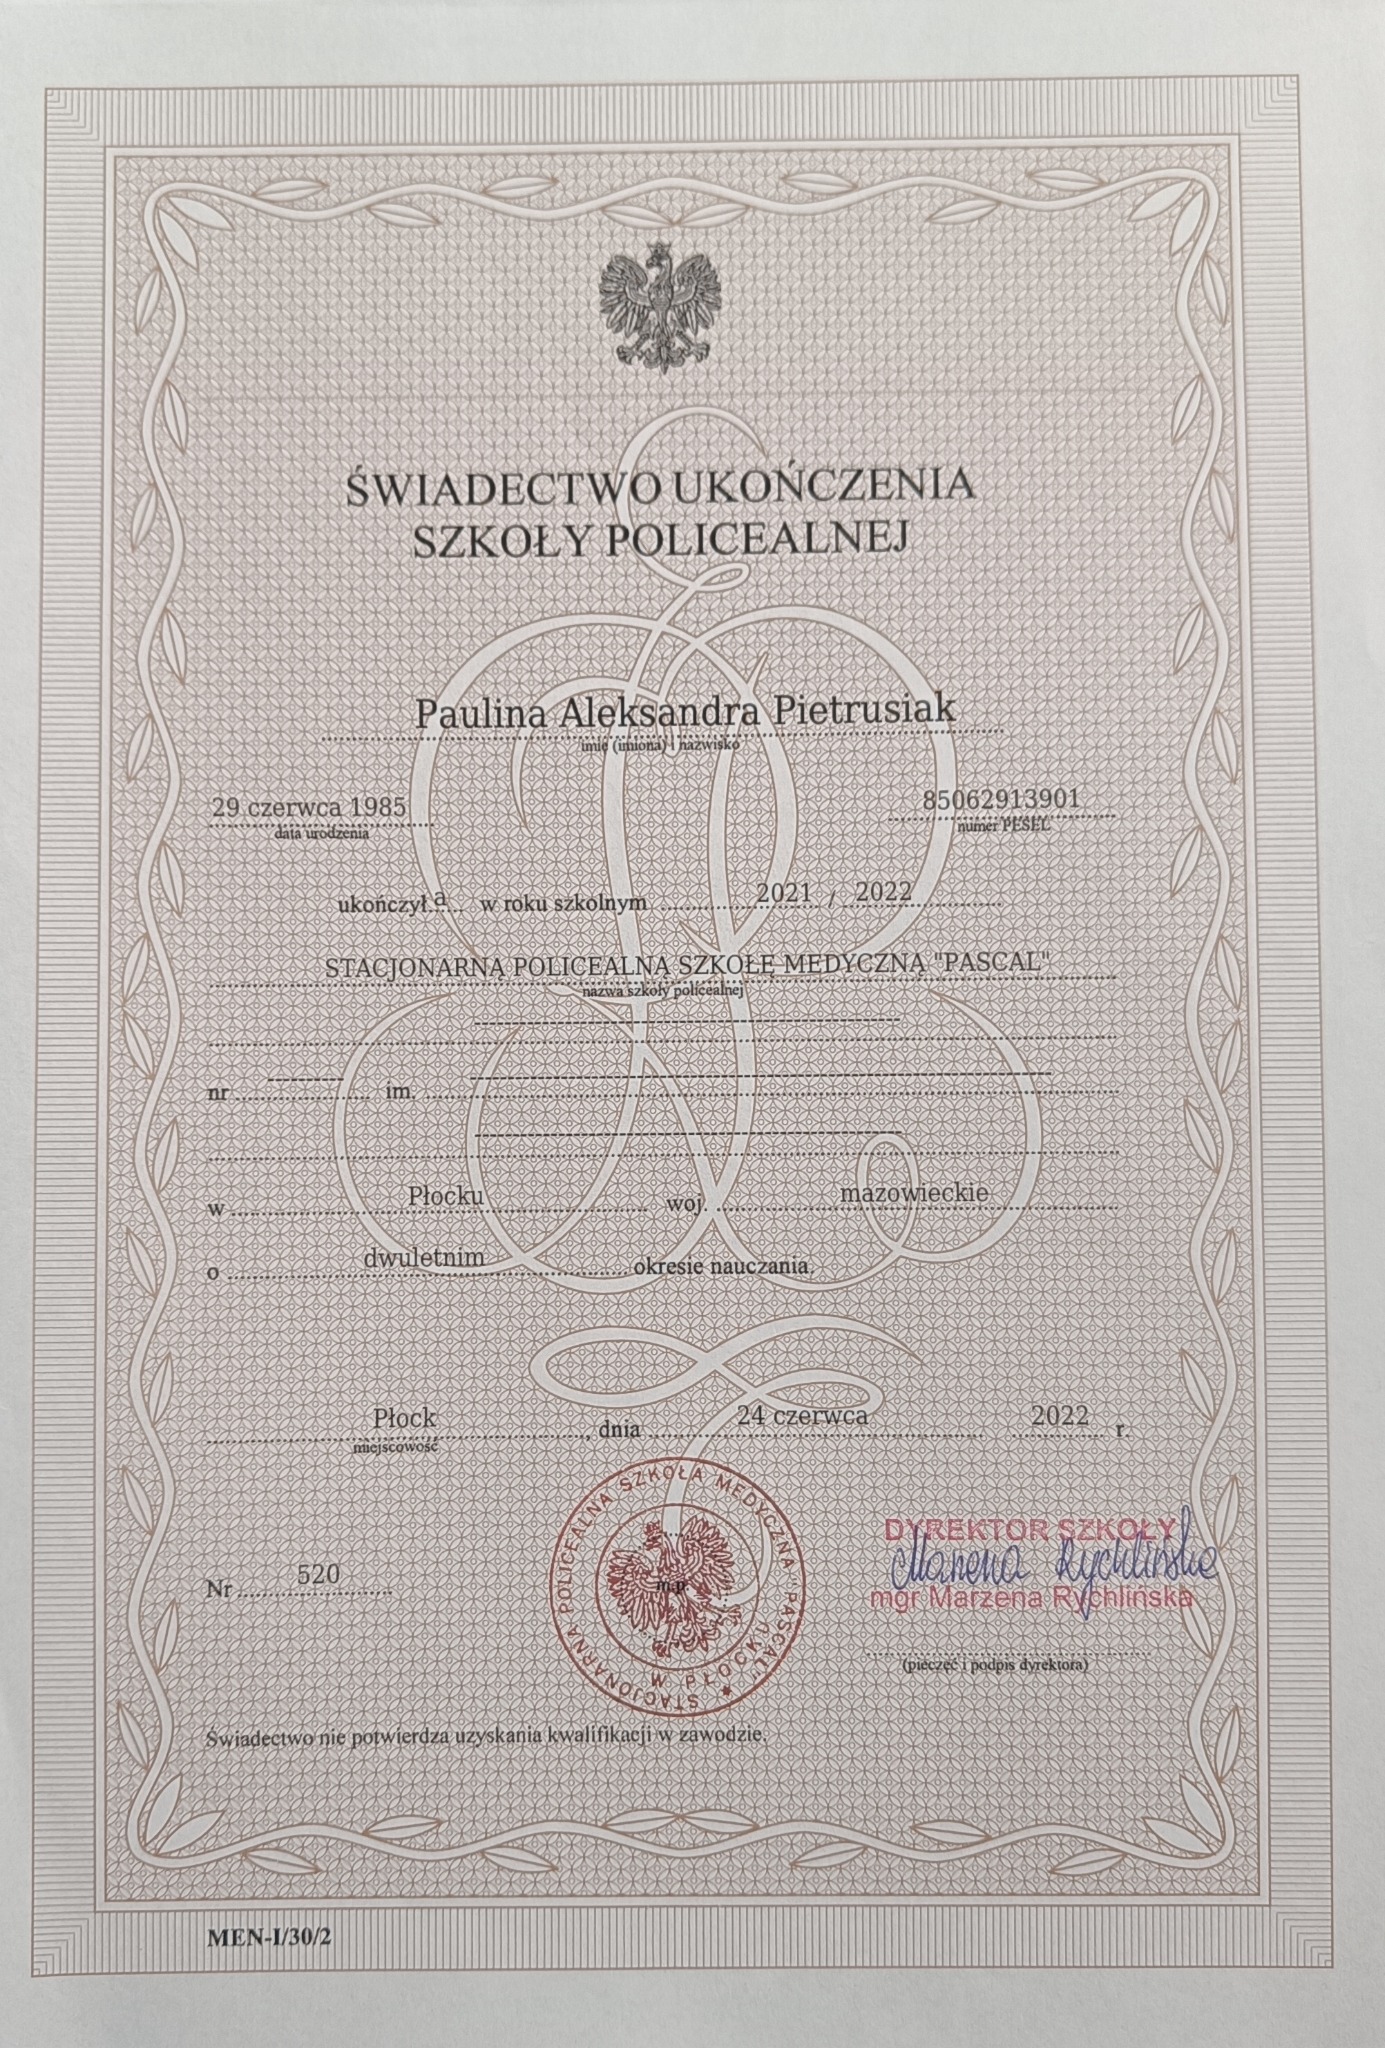 ŚWIADECTWO UKOŃCZENIA
SZKOŁY POLICEALNEJ
Paulina Aleksandra Pietrusiak
imię (imiona) i nazwisko
29 czerwca 1985 85062913901
data urodzenia numer PESEL
ukończył a w roku szkolnym 2021 / 2022
STACJONARNĄ POLICEALNĄ SZKOŁĘ MEDYCZNĄ "PASCAL"
nazwa szkoły policealnej
nr im.
w Płocku woj. mazowieckie
o dwuletnim okresie nauczania.
Płock, dnia 24 czerwca 2022 r.
miejscowość
STACJONARNA POLICEALNA SZKOŁA MEDYCZNA "PASCAL"
W PŁOCKU
m.p.
DYREKTOR SZKOŁY
Marzena Rychlińska
mgr Marzena Rychlińska
Nr 520
(pieczęć i podpis dyrektora)
Świadectwo nie potwierdza uzyskania kwalifikacji w zawodzie.
MEN-I/30/2